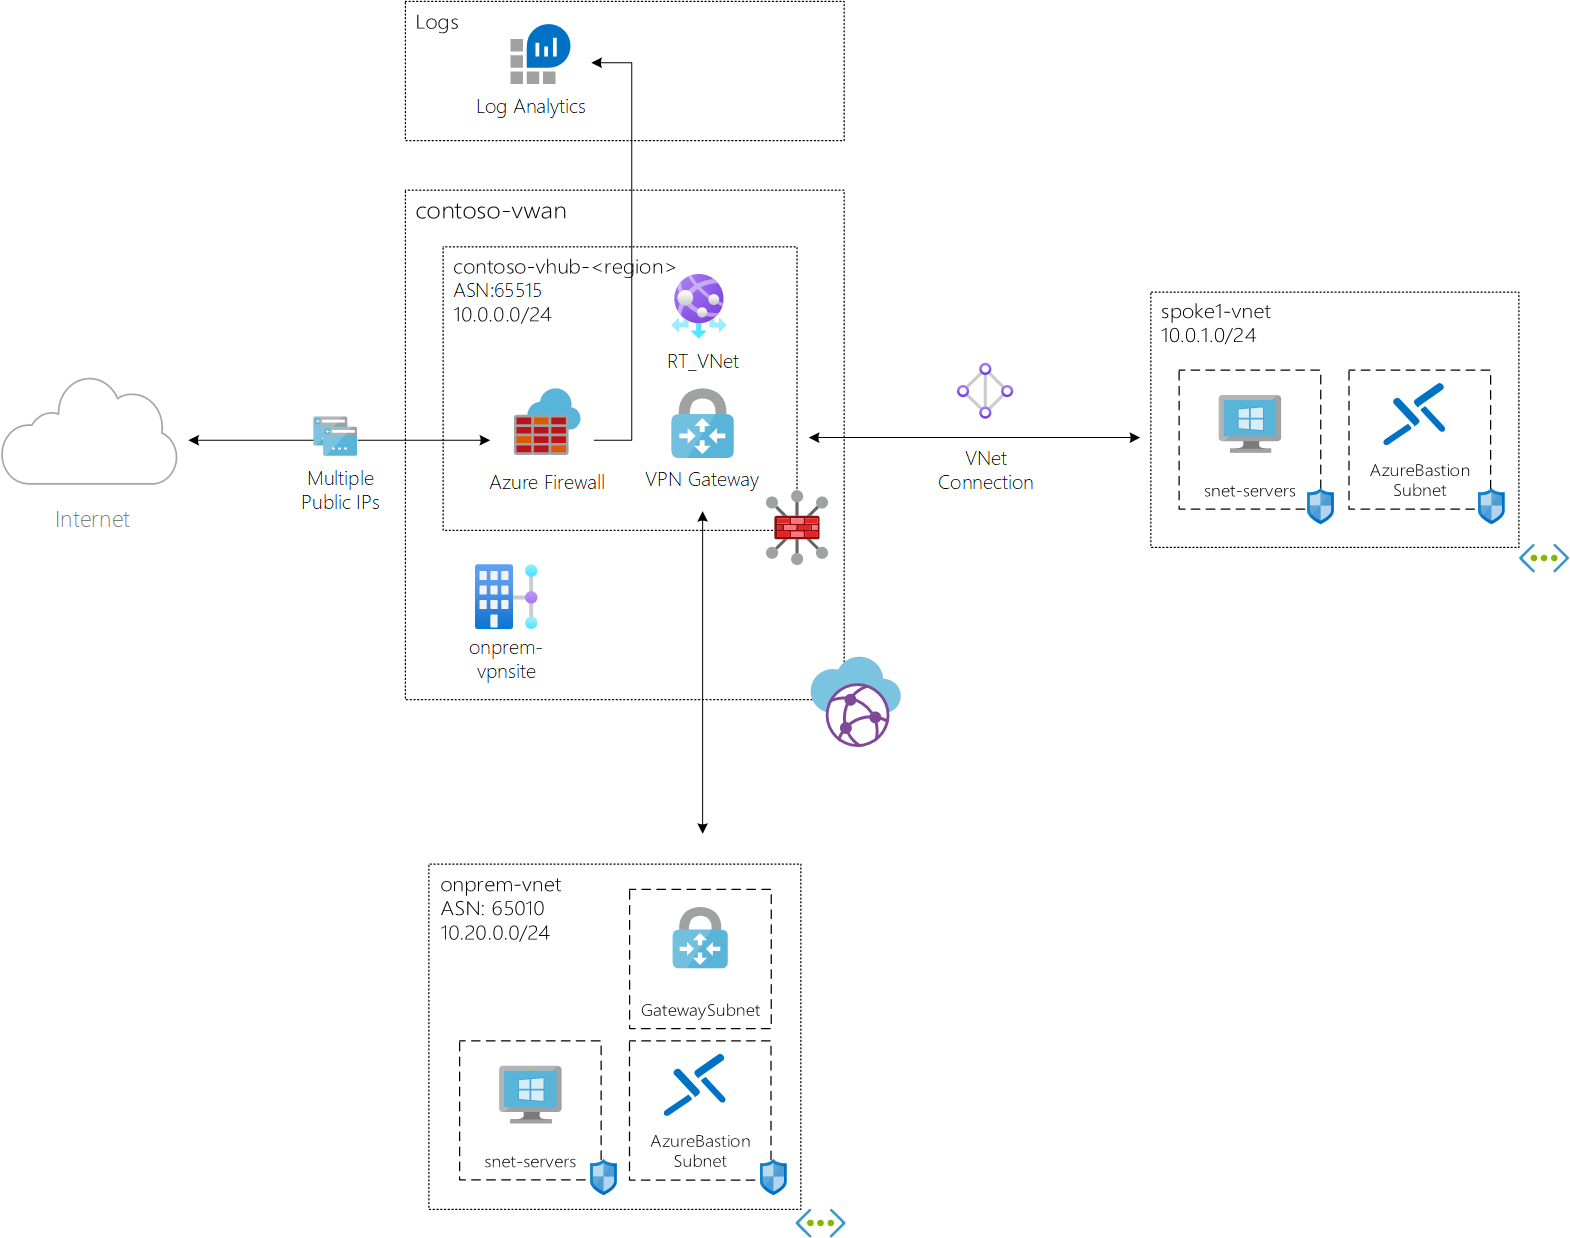 Logs
Log Analytics
contoso-vwan
contoso-vhub-<region>
ASN:65515
10.0.0.0/24
RT_VNet
Azure Firewall
VPN Gateway
Multiple
Public IPs
Internet
onprem-
vpnsite
VNet
Connection
spoke1-vnet
10.0.1.0/24
snet-servers
AzureBastion
Subnet
onprem-vnet
ASN: 65010
10.20.0.0/24
GatewaySubnet
snet-servers
AzureBastion
Subnet